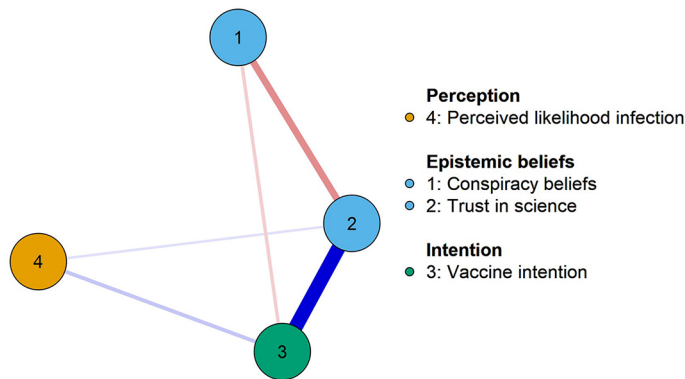 1
2
4
3
Perception
4: Perceived likelihood infection
Epistemic beliefs
1: Conspiracy beliefs
2: Trust in science
Intention
3: Vaccine intention